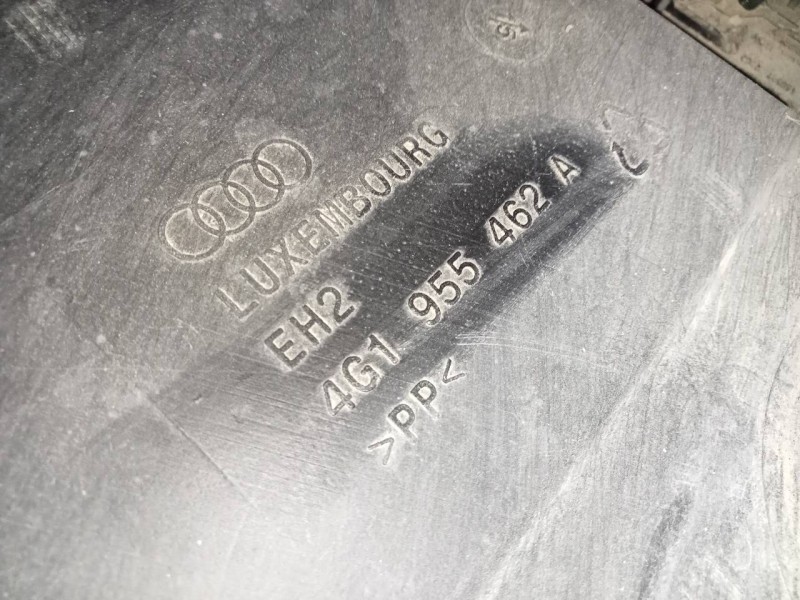 LUXEMBOURG
EH2
4G1 955 462 A
>PP<